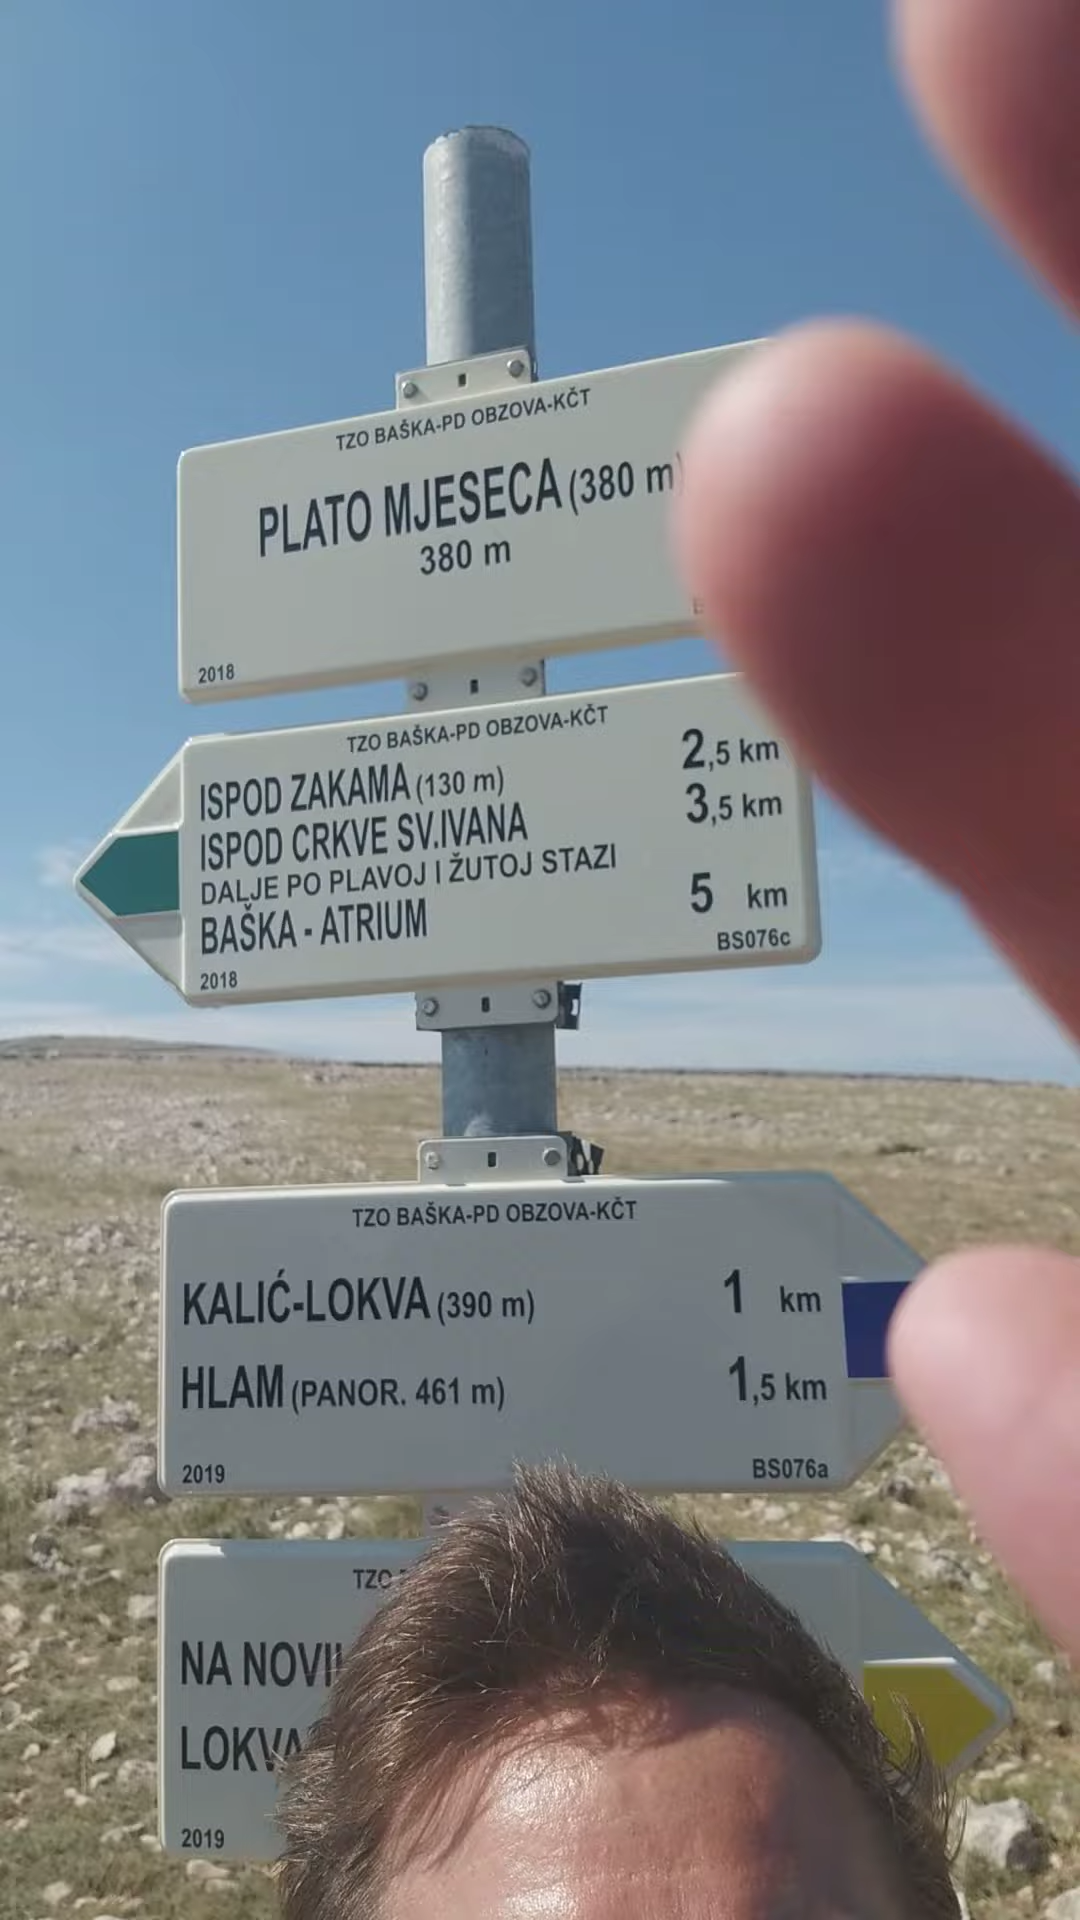 TZO BAŠKA-PD OBZOVA-KČT
PLATO MJESECA (380 m)
380 m
2018
TZO BAŠKA-PD OBZOVA-KČT
ISPOD ZAKAMA (130 m) 2,5 km
ISPOD CRKVE SV.IVANA 3,5 km
DALJE PO PLAVOJ I ŽUTOJ STAZI
BAŠKA - ATRIUM 5 km
2018 BS076c
TZO BAŠKA-PD OBZOVA-KČT
KALIĆ-LOKVA (390 m) 1 km
HLAM (PANOR. 461 m) 1,5 km
2019 BS076a
TZO
NA
LOKVA
2019